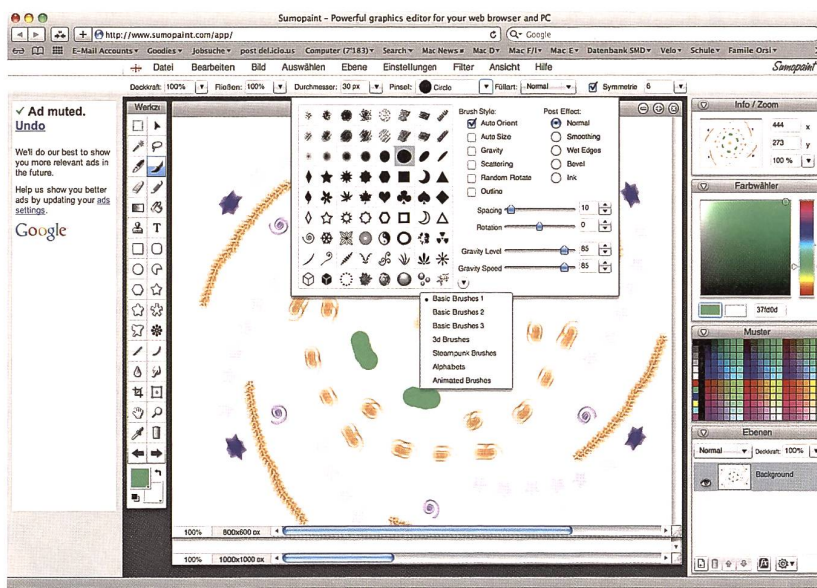 Sumopaint – Powerful graphics editor for your web browser and PC
http://www.sumopaint.com/app/
Google
E-Mail Accounts Goodies Jobsuche post del.icio.us Computer (7'183) Search Mac News Mac D Mac F/I Mac E Datenbank SMD Velo Schule Famile Orsi
Datei Bearbeiten Bild Auswählen Ebene Einstellungen Filter Ansicht Hilfe Sumopaint
Deckkraft: 100% Fließen: 100% Durchmesser: 30 px Pinsel: Circle Füllart: Normal Symmetrie 6
✓ Ad muted.
Undo
We'll do our best to show
you more relevant ads in
the future.
Help us show you better
ads by updating your ads
settings.
Google
Werkz
Brush Style:
Auto Orient
Auto Size
Gravity
Scattering
Random Rotate
Outline
Post Effect:
Normal
Smoothing
Wet Edges
Bevel
Ink
Spacing 10
Rotation 0
Gravity Level 85
Gravity Speed 85
Basic Brushes 1
Basic Brushes 2
Basic Brushes 3
3d Brushes
Steampunk Brushes
Alphabets
Animated Brushes
100% 800x600 px
100% 1000x1000 px
Info / Zoom
444 x
273 y
100 %
Farbwähler
37fd0d
Muster
Ebenen
Normal Deckkraft: 100%
Background